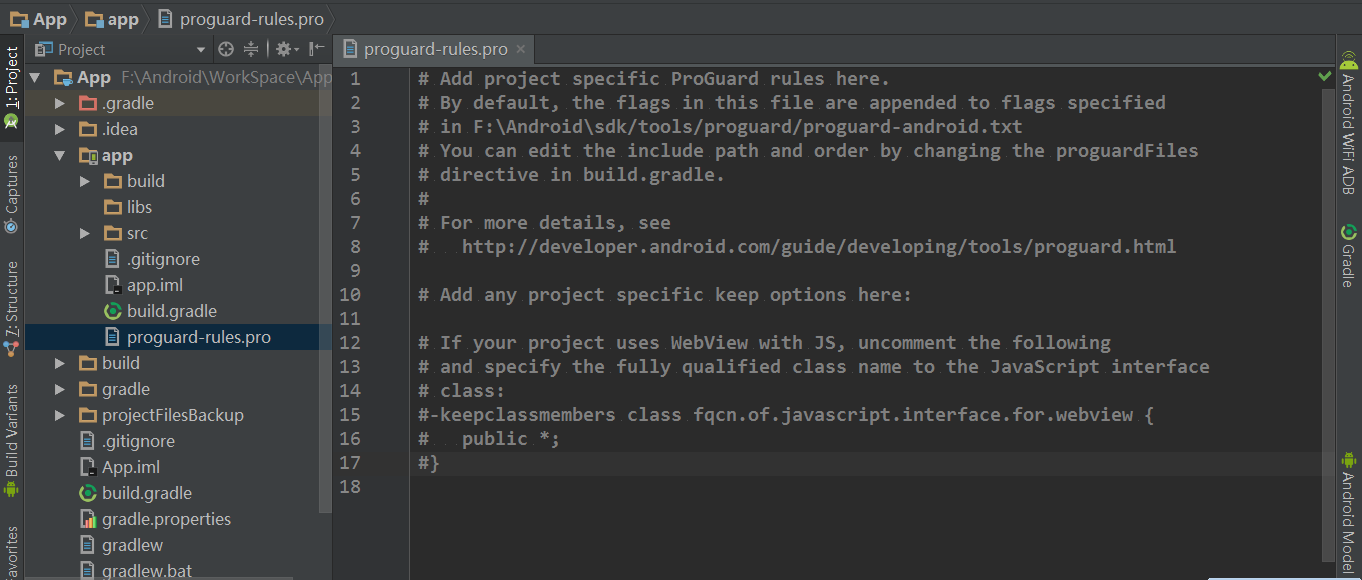 App app proguard-rules.pro
Project
proguard-rules.pro
1: Project
Captures
7: Structure
Build Variants
App F:\Android\WorkSpace\App
.gradle
.idea
app
build
libs
src
.gitignore
app.iml
build.gradle
proguard-rules.pro
build
gradle
projectFilesBackup
.gitignore
App.iml
build.gradle
gradle.properties
gradlew
gradlew.bat
1 # Add project specific ProGuard rules here.
2 # By default, the flags in this file are appended to flags specified
3 # in F:\Android\sdk/tools/proguard/proguard-android.txt
4 # You can edit the include path and order by changing the proguardFiles
5 # directive in build.gradle.
6 #
7 # For more details, see
8 #   http://developer.android.com/guide/developing/tools/proguard.html
9
10 # Add any project specific keep options here:
11
12 # If your project uses WebView with JS, uncomment the following
13 # and specify the fully qualified class name to the JavaScript interface
14 # class:
15 #-keepclassmembers class fqcn.of.javascript.interface.for.webview {
16 #   public *;
17 #}
18
Android WiFi ADB
Gradle
Android Model